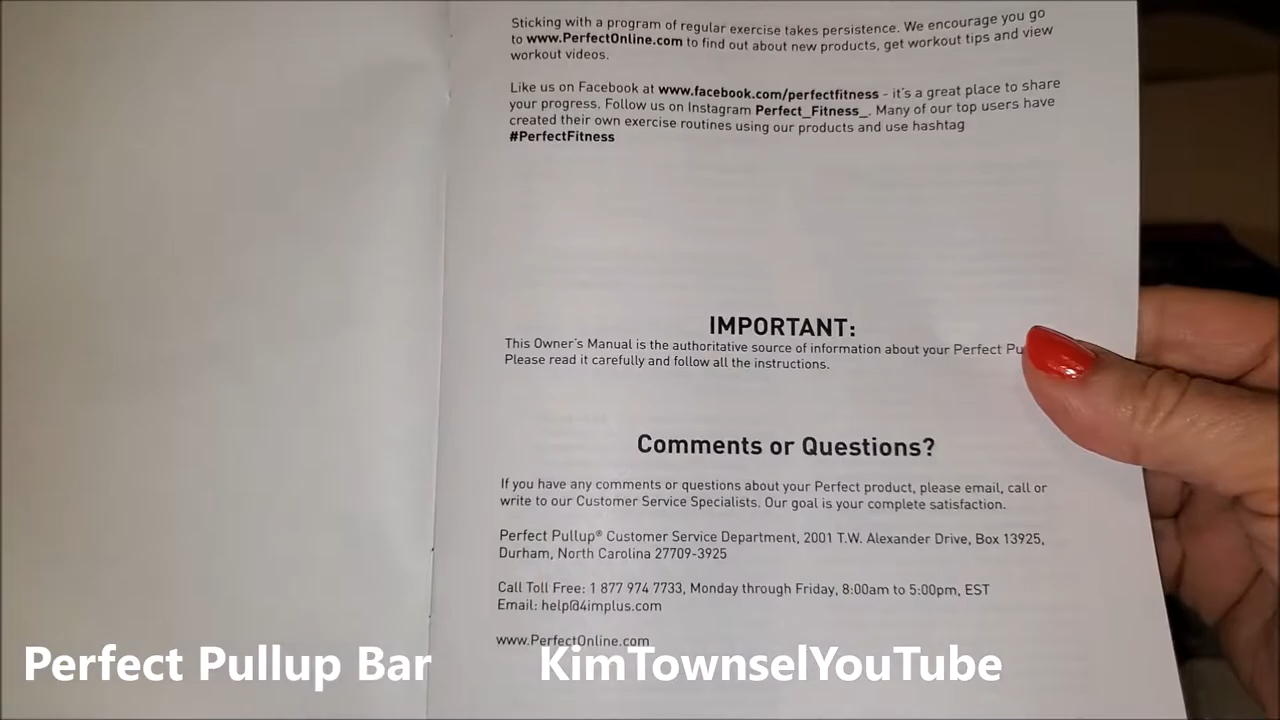 Sticking with a program of regular exercise takes persistence. We encourage you go
to www.PerfectOnline.com to find out about new products, get workout tips and view
workout videos.
Like us on Facebook at www.facebook.com/perfectfitness - it's a great place to share
your progress. Follow us on Instagram Perfect_Fitness_. Many of our top users have
created their own exercise routines using our products and use hashtag
#PerfectFitness
IMPORTANT:
This Owner's Manual is the authoritative source of information about your Perfect
Please read it carefully and follow all the instructions.
Comments or Questions?
If you have any comments or questions about your Perfect product, please email, call or
write to our Customer Service Specialists. Our goal is your complete satisfaction.
Perfect Pullup® Customer Service Department, 2001 T.W. Alexander Drive, Box 13925,
Durham, North Carolina 27709-3925
Call Toll Free: 1 877 974 7733, Monday through Friday, 8:00am to 5:00pm, EST
Email: help@4implus.com
www.PerfectOnline.com
Perfect Pullup Bar KimTownselYouTube